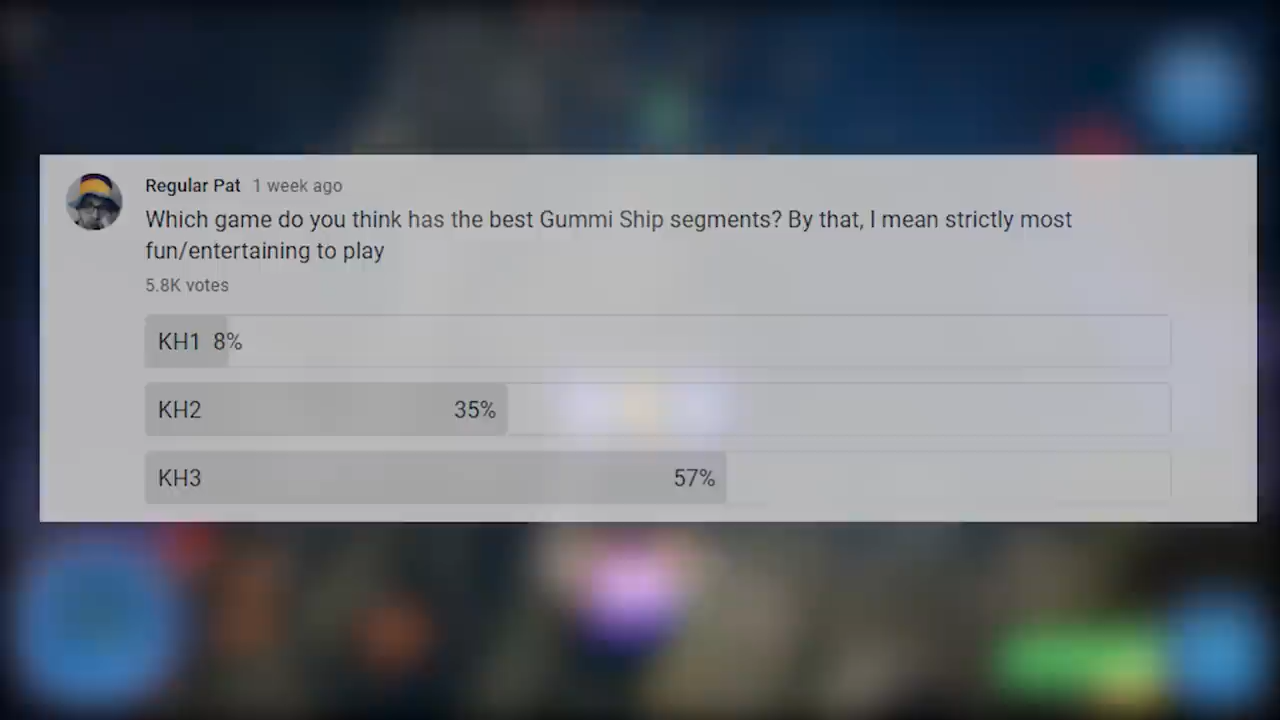 Regular Pat 1 week ago
Which game do you think has the best Gummi Ship segments? By that, I mean strictly most
fun/entertaining to play
5.8K votes
KH1 8%
KH2 35%
KH3 57%